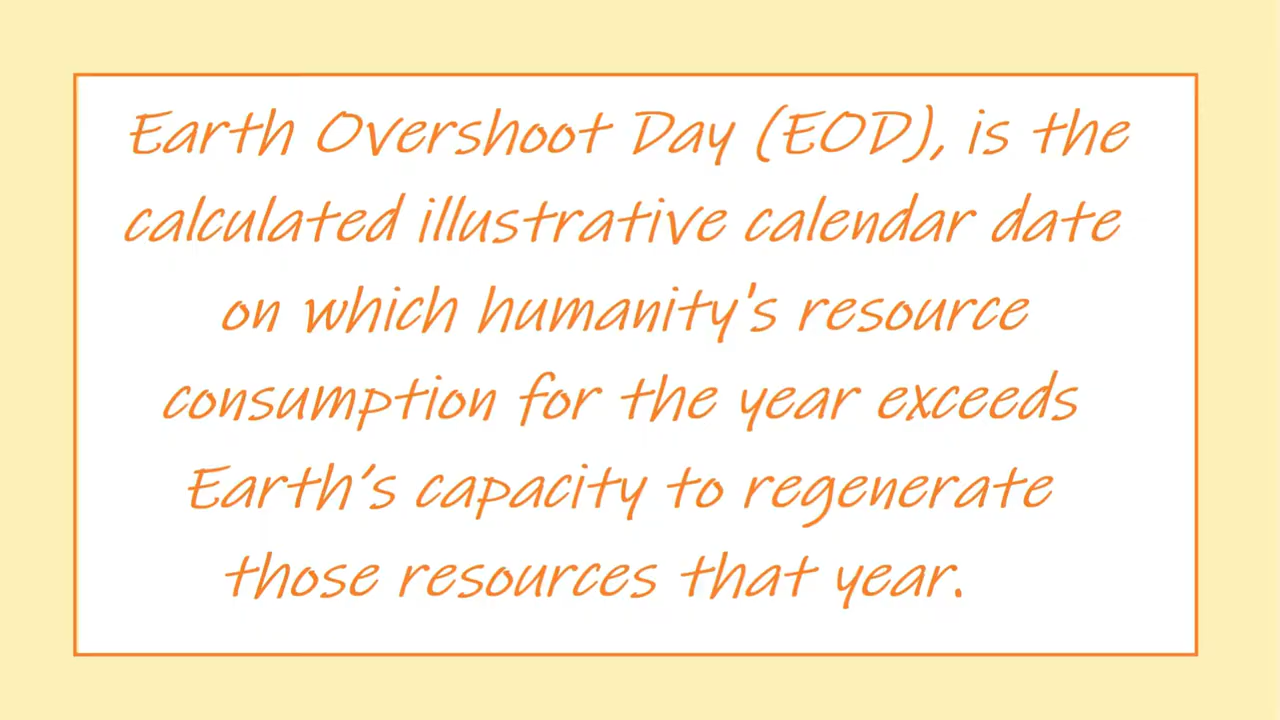 Earth Overshoot Day (EOD), is the
calculated illustrative calendar date
on which humanity's resource
consumption for the year exceeds
Earth’s capacity to regenerate
those resources that year.